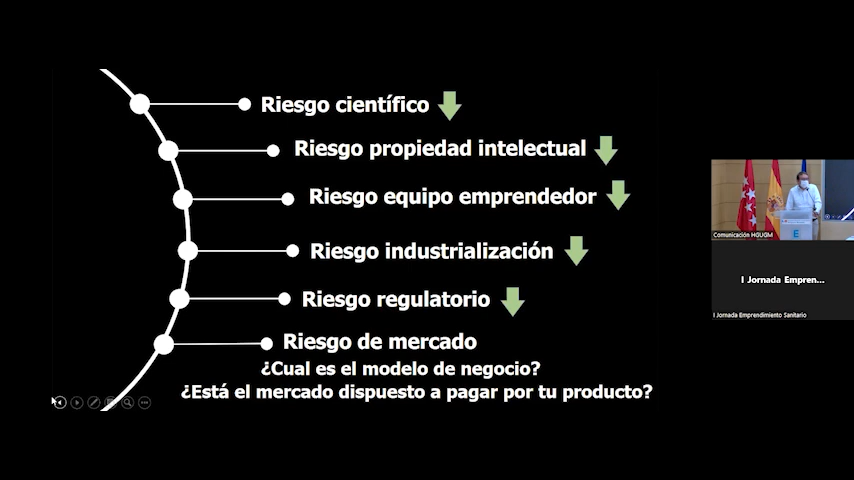 Riesgo científico
Riesgo propiedad intelectual
Riesgo equipo emprendedor
Riesgo industrialización
Riesgo regulatorio
Riesgo de mercado
¿Cual es el modelo de negocio?
¿Está el mercado dispuesto a pagar por tu producto?
E
Comunicación HGUGM
I Jornada Empren...
I Jornada Emprendimiento Sanitario